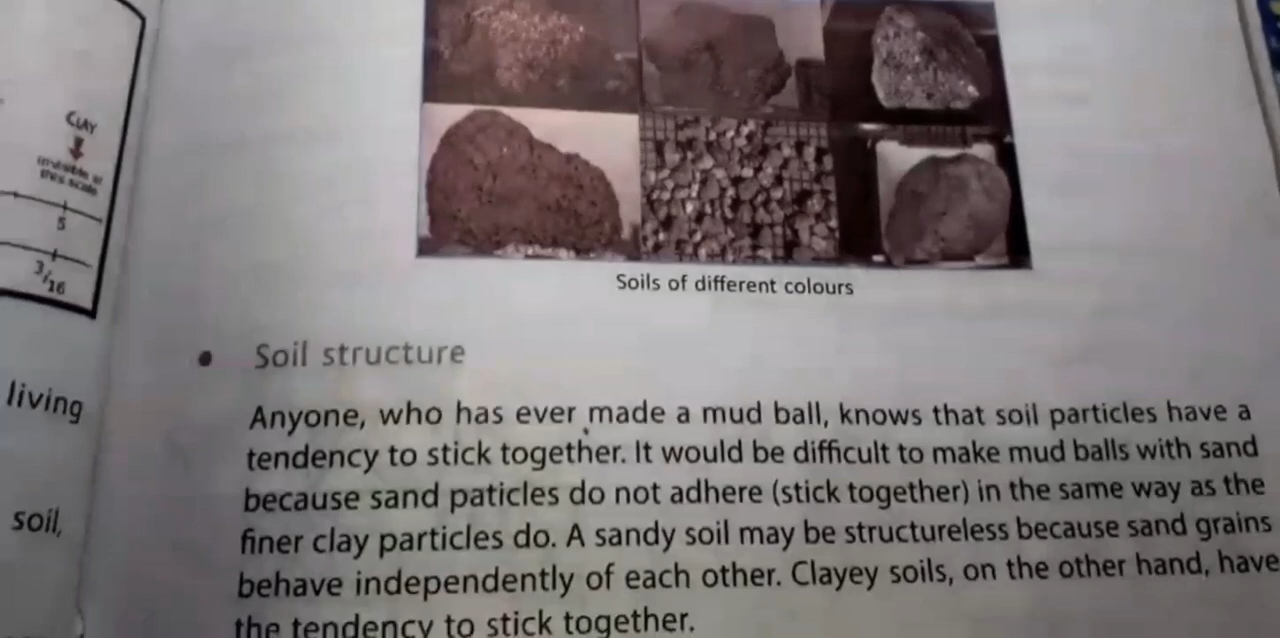 CLAY
invisible at
this scale
5
3/16
living
soil,
Soils of different colours
• Soil structure
Anyone, who has ever made a mud ball, knows that soil particles have a
tendency to stick together. It would be difficult to make mud balls with sand
because sand paticles do not adhere (stick together) in the same way as the
finer clay particles do. A sandy soil may be structureless because sand grains
behave independently of each other. Clayey soils, on the other hand, have
the tendency to stick together.